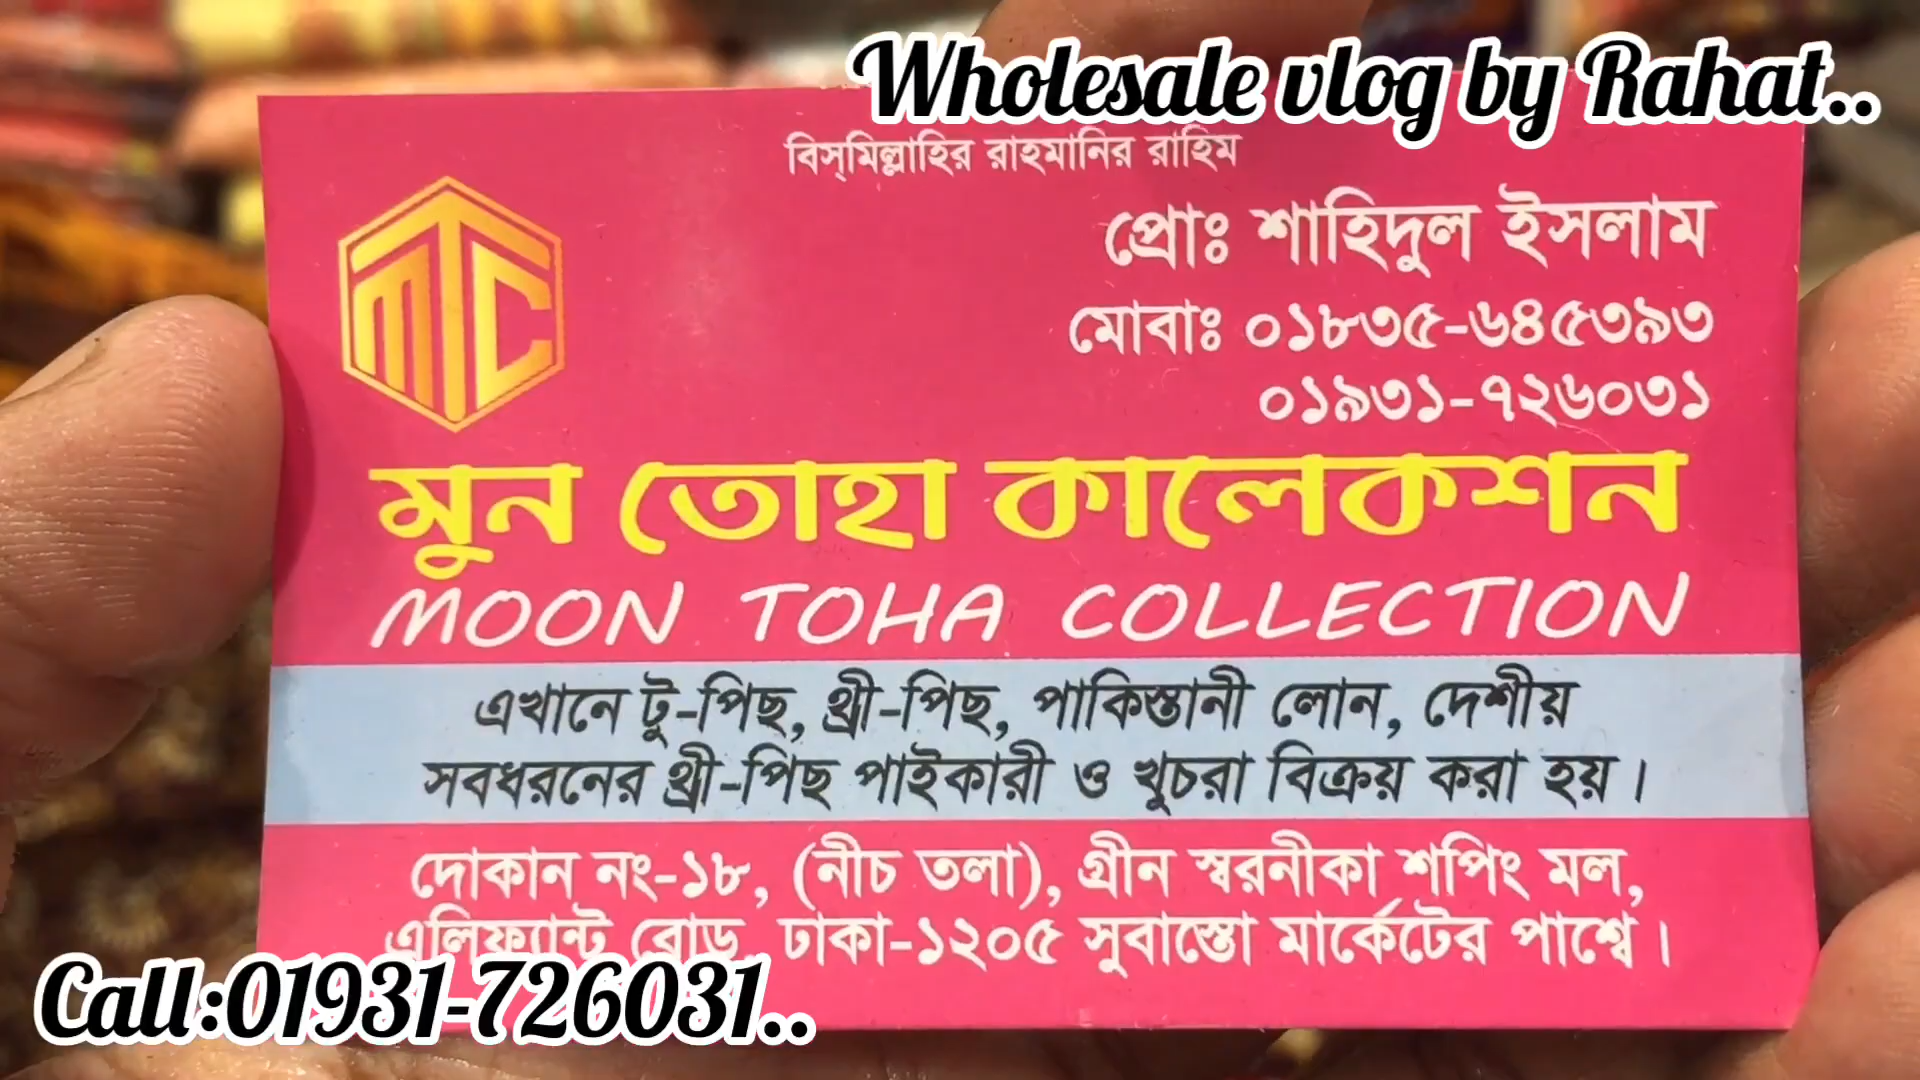 Wholesale vlog by Rahat..
বিস্‌মিল্লাহির রাহমানির রাহিম
MTC
প্রোঃ শাহিদুল ইসলাম
মোবাঃ ০১৮৩৫-৬৪৫৩৯৩
০১৯৩১-৭২৬০৩১
মুন তোহা কালেকশন
MOON TOHA COLLECTION
এখানে টু-পিছ, থ্রী-পিছ, পাকিস্তানী লোন, দেশীয়
সবধরনের থ্রী-পিছ পাইকারী ও খুচরা বিক্রয় করা হয়।
দোকান নং-১৮, (নীচ তলা), গ্রীন স্বরনীকা শপিং মল,
এলিফ্যান্ট রোড, ঢাকা-১২০৫ সুবাস্তো মার্কেটের পাশ্বে।
Call:01931-726031..